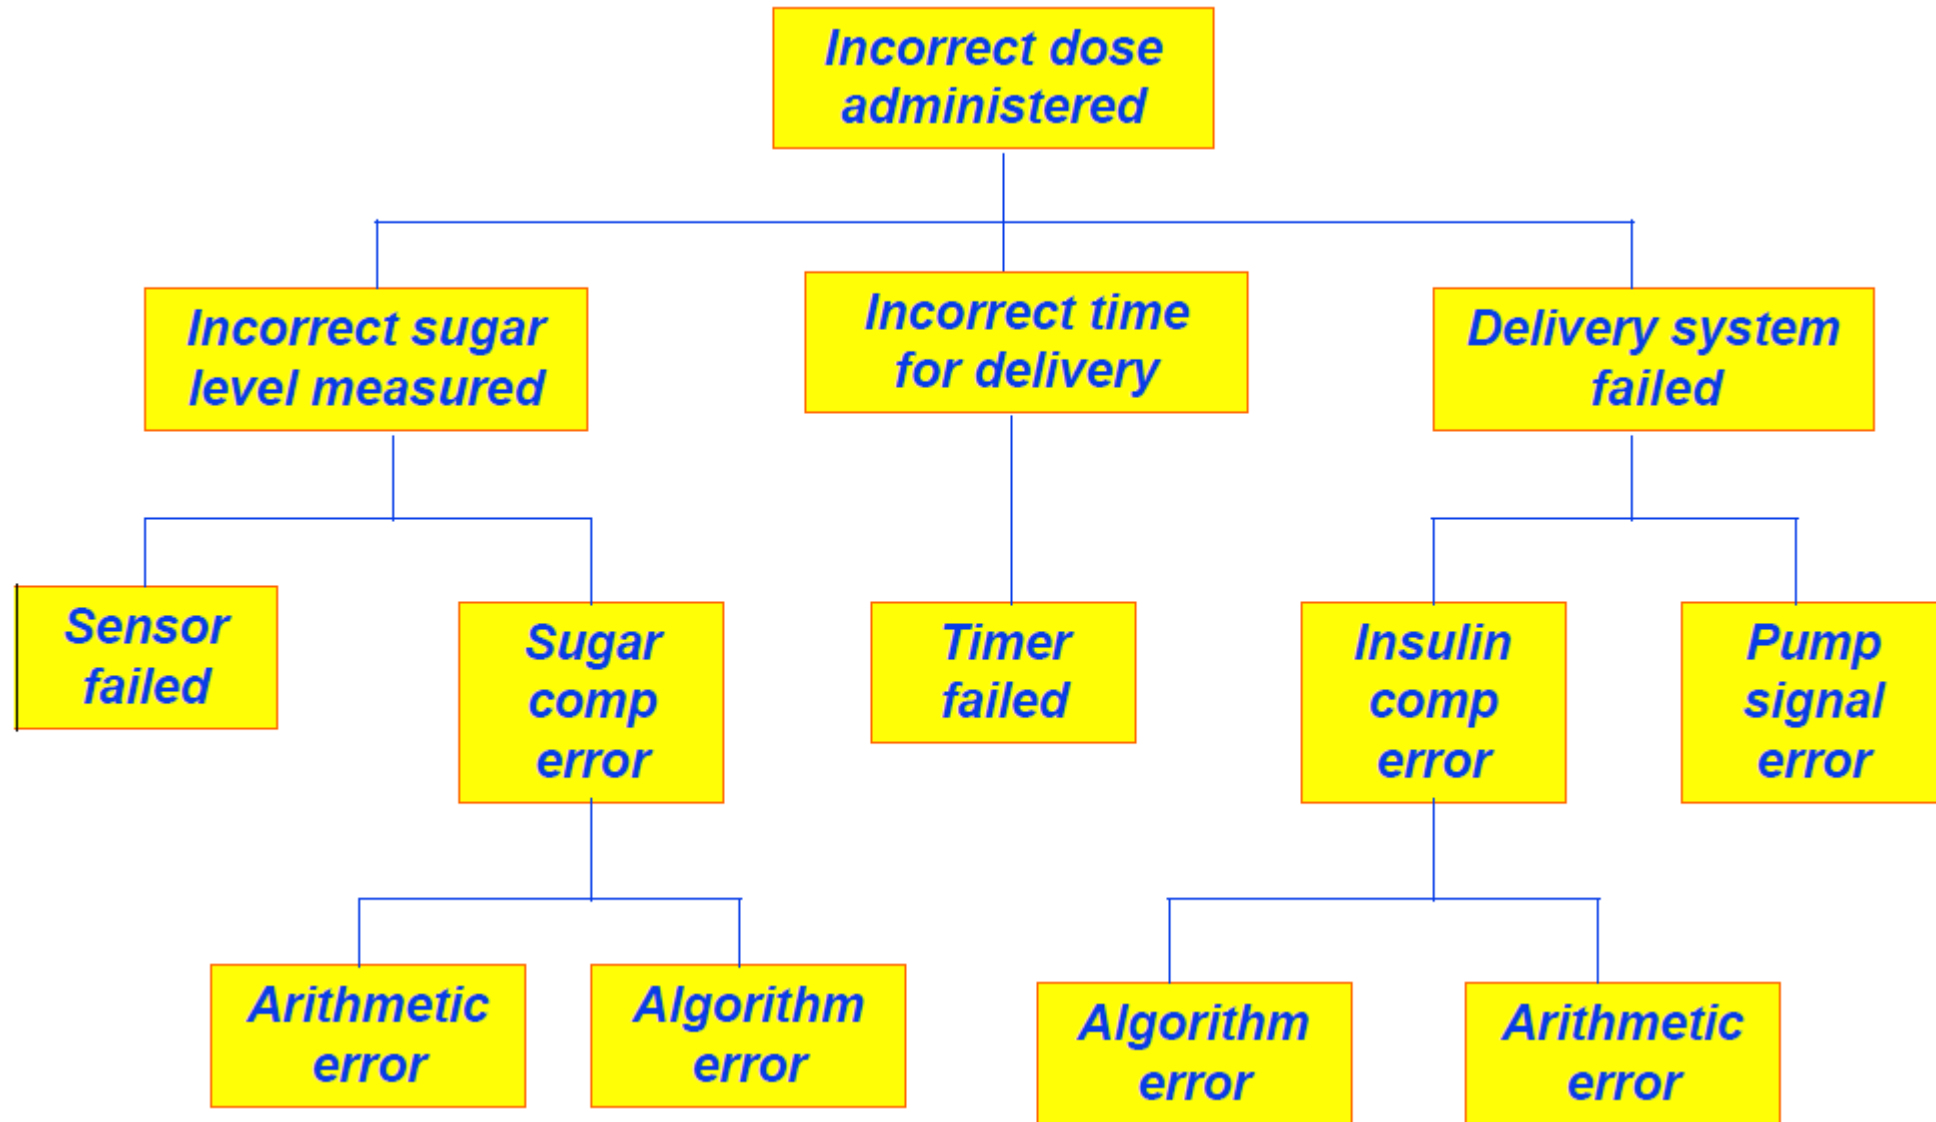 Incorrect dose
administered
Incorrect sugar
level measured
Incorrect time
for delivery
Delivery system
failed
Sensor
failed
Sugar
comp
error
Timer
failed
Insulin
comp
error
Pump
signal
error
Arithmetic
error
Algorithm
error
Algorithm
error
Arithmetic
error